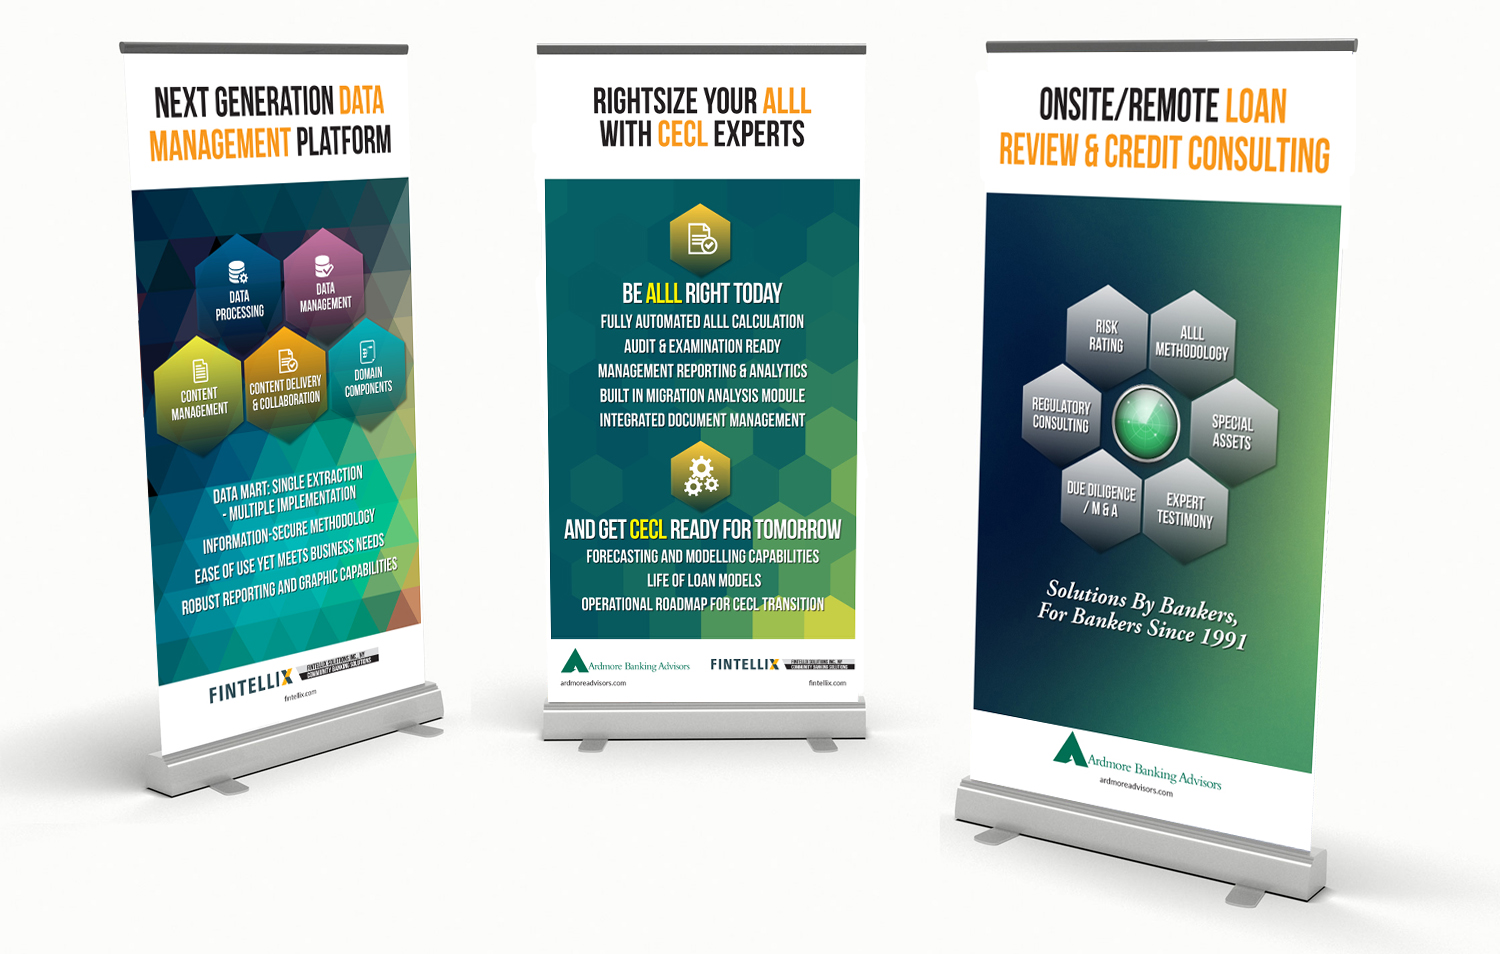 NEXT GENERATION DATA
MANAGEMENT PLATFORM
DATA
PROCESSING
DATA
MANAGEMENT
CONTENT
MANAGEMENT
CONTENT DELIVERY
& COLLABORATION
DOMAIN
COMPONENTS
DATA MART: SINGLE EXTRACTION
- MULTIPLE IMPLEMENTATION
INFORMATION-SECURE METHODOLOGY
EASE OF USE YET MEETS BUSINESS NEEDS
ROBUST REPORTING AND GRAPHIC CAPABILITIES
FINTELLIX
FINTELLIX SOLUTIONS INC., NY
COMMUNITY BANKING SOLUTIONS
fintellix.com
RIGHTSIZE YOUR ALLL
WITH CECL EXPERTS
BE ALLL RIGHT TODAY
FULLY AUTOMATED ALLL CALCULATION
AUDIT & EXAMINATION READY
MANAGEMENT REPORTING & ANALYTICS
BUILT IN MIGRATION ANALYSIS MODULE
INTEGRATED DOCUMENT MANAGEMENT
AND GET CECL READY FOR TOMORROW
FORECASTING AND MODELLING CAPABILITIES
LIFE OF LOAN MODELS
OPERATIONAL ROADMAP FOR CECL TRANSITION
Ardmore Banking Advisors
ardmoreadvisors.com
FINTELLIX
FINTELLIX SOLUTIONS INC., NY
COMMUNITY BANKING SOLUTIONS
fintellix.com
ONSITE/REMOTE LOAN
REVIEW & CREDIT CONSULTING
RISK
RATING
ALLL
METHODOLOGY
REGULATORY
CONSULTING
SPECIAL
ASSETS
DUE DILIGENCE
/ M & A
EXPERT
TESTIMONY
Solutions By Bankers,
For Bankers Since 1991
Ardmore Banking Advisors
ardmoreadvisors.com